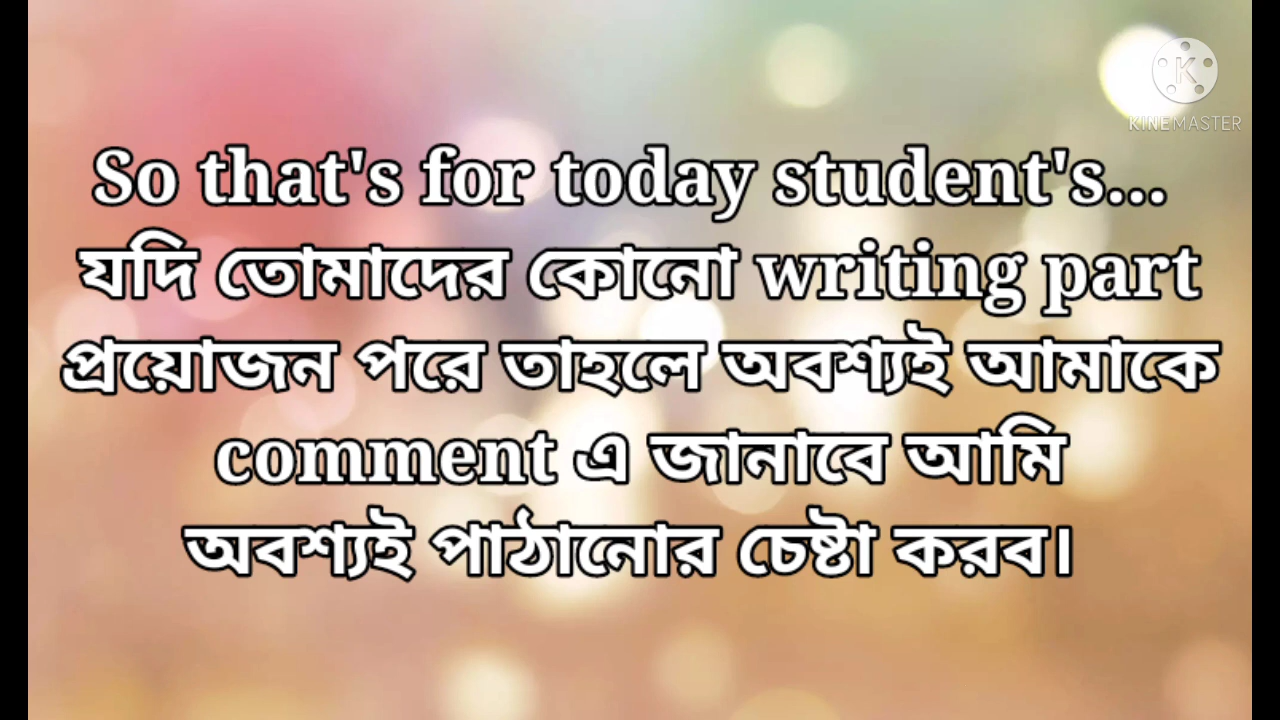 KINEMASTER
So that's for today student's...
যদি তোমাদের কোনো writing part
প্রয়োজন পরে তাহলে অবশ্যই আমাকে
comment এ জানাবে আমি
অবশ্যই পাঠানোর চেষ্টা করব।